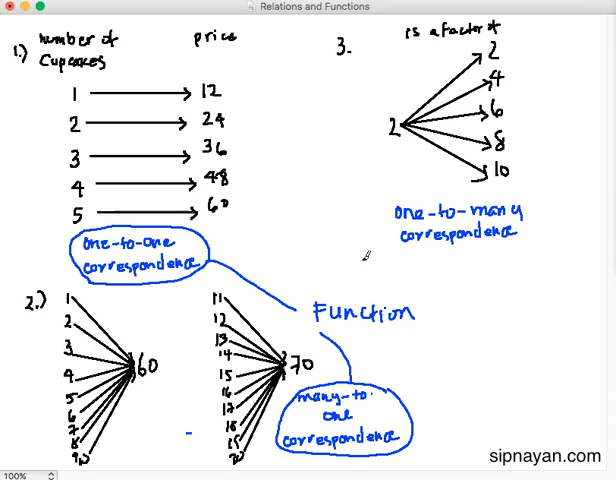 Relations and Functions
1.) number of cupcakes
price
1 12
2 24
3 36
4 48
5 60
one-to-one
correspondence
3. is a factor of
2
4
2 6
8
10
one-to-many
correspondence
Function
2.) 1
2
3
4
5
6
7
8
60
11
12
13
14
15
16
17
18
19
20
70
many-to-
one
correspondence
sipnayan.com
100%